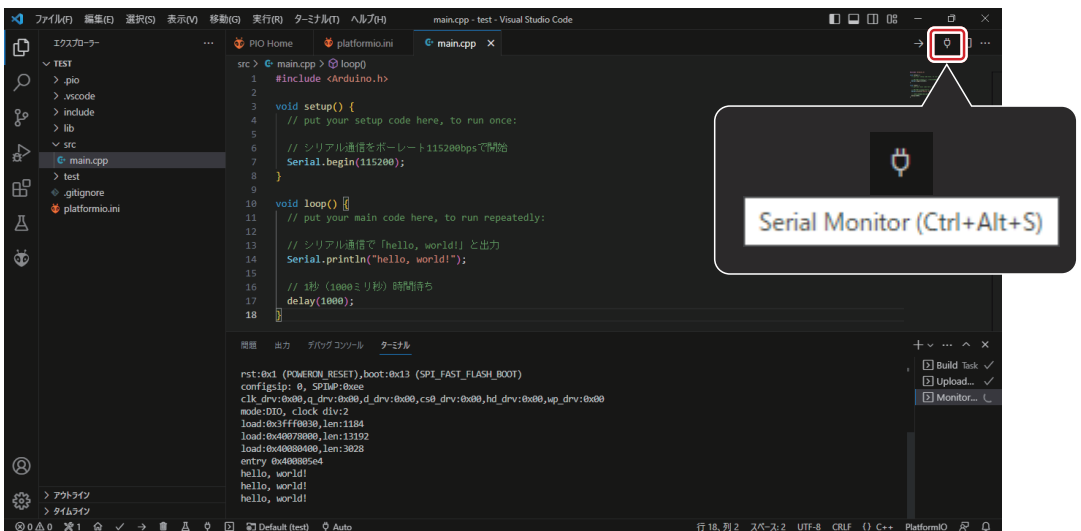 ファイル(F) 編集(E) 選択(S) 表示(V) 移動(G) 実行(R) ターミナル(T) ヘルプ(H) main.cpp - test - Visual Studio Code
エクスプローラー
TEST
.pio
.vscode
include
lib
src
main.cpp
test
.gitignore
platformio.ini
アウトライン
タイムライン
PIO Home platformio.ini main.cpp
src > main.cpp > loop()
1 #include <Arduino.h>
2
3 void setup() {
4 // put your setup code here, to run once:
5
6 // シリアル通信をボーレート115200bpsで開始
7 Serial.begin(115200);
8 }
9
10 void loop() {
11 // put your main code here, to run repeatedly:
12
13 // シリアル通信で「hello, world!」と出力
14 Serial.println("hello, world!");
15
16 // 1秒（1000ミリ秒）時間待ち
17 delay(1000);
18 }
Serial Monitor (Ctrl+Alt+S)
問題 出力 デバッグ コンソール ターミナル
rst:0x1 (POWERON_RESET),boot:0x13 (SPI_FAST_FLASH_BOOT)
configsip: 0, SPIWP:0xee
clk_drv:0x00,q_drv:0x00,d_drv:0x00,cs0_drv:0x00,hd_drv:0x00,wp_drv:0x00
mode:DIO, clock div:2
load:0x3fff0030,len:1184
load:0x40078000,len:13192
load:0x40080400,len:3028
entry 0x400805e4
hello, world!
hello, world!
hello, world!
Build Task
Upload...
Monitor...
0 0 1 Default (test) Auto 行 18、列 2 スペース: 2 UTF-8 CRLF {} C++ PlatformIO